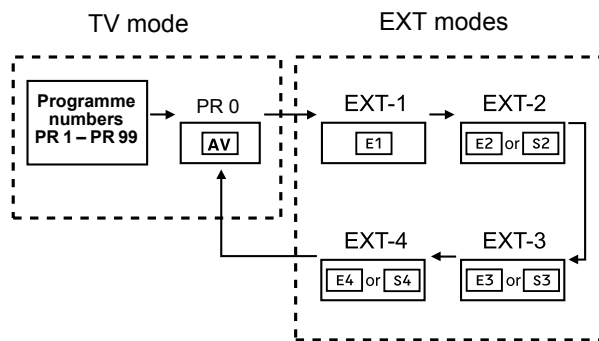 TV mode
EXT modes
Programme
numbers
PR 1 – PR 99
PR 0
AV
EXT-1
E1
EXT-2
E2 or S2
EXT-4
E4 or S4
EXT-3
E3 or S3